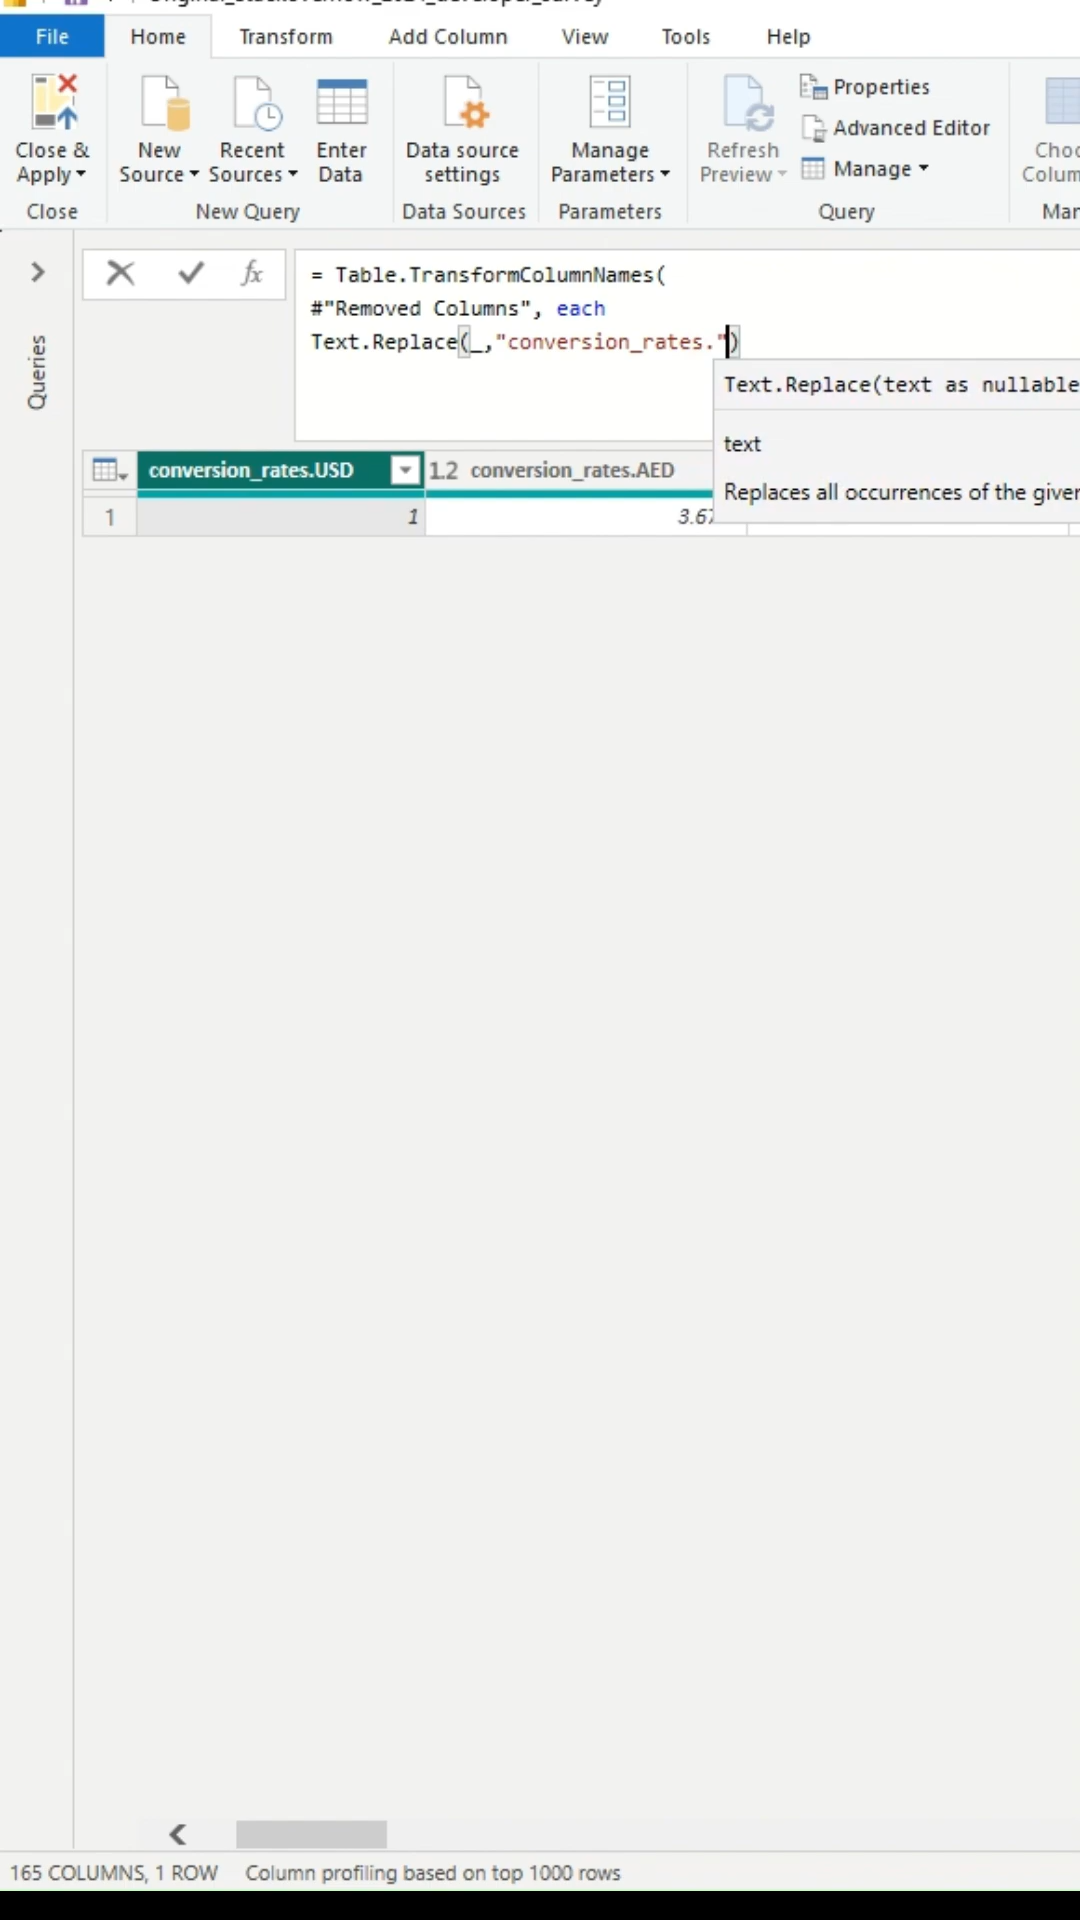 File Home Transform Add Column View Tools Help
Close & Apply
New Source
Recent Sources
Enter Data
Data source settings
Manage Parameters
Refresh Preview
Properties
Advanced Editor
Manage
Close
New Query
Data Sources
Parameters
Query
fx
= Table.TransformColumnNames(
#"Removed Columns", each
Text.Replace(_,"conversion_rates.")
Text.Replace(text as nullable
text
Replaces all occurrences of the
Queries
conversion_rates.USD
1.2 conversion_rates.AED
1 1 3.67
165 COLUMNS, 1 ROW Column profiling based on top 1000 rows